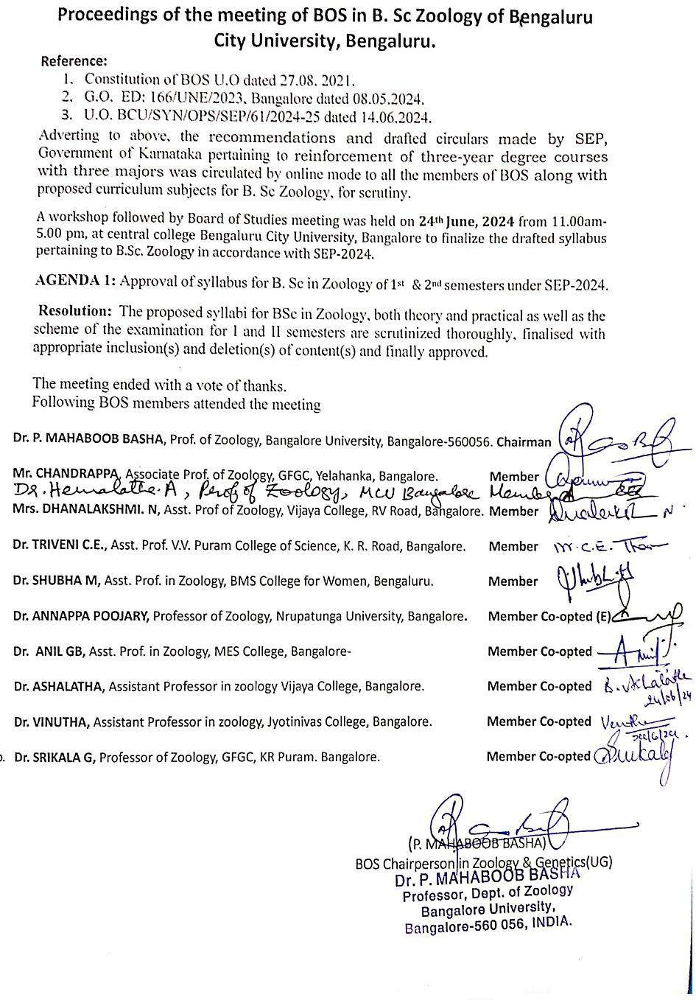 Proceedings of the meeting of BOS in B. Sc Zoology of Bengaluru
City University, Bengaluru.
Reference:
1. Constitution of BOS U.O dated 27.08. 2021.
2. G.O. ED: 166/UNE/2023, Bangalore dated 08.05.2024.
3. U.O. BCU/SYN/OPS/SEP/61/2024-25 dated 14.06.2024.
Adverting to above, the recommendations and drafted circulars made by SEP,
Government of Karnataka pertaining to reinforcement of three-year degree courses
with three majors was circulated by online mode to all the members of BOS along with
proposed curriculum subjects for B. Sc Zoology, for scrutiny.
A workshop followed by Board of Studies meeting was held on 24th June, 2024 from 11.00am-
5.00 pm, at central college Bengaluru City University, Bangalore to finalize the drafted syllabus
pertaining to B.Sc. Zoology in accordance with SEP-2024.
AGENDA 1: Approval of syllabus for B. Sc in Zoology of 1st & 2nd semesters under SEP-2024.
Resolution: The proposed syllabi for BSc in Zoology, both theory and practical as well as the
scheme of the examination for I and II semesters are scrutinized thoroughly, finalised with
appropriate inclusion(s) and deletion(s) of content(s) and finally approved.
The meeting ended with a vote of thanks.
Following BOS members attended the meeting
Dr. P. MAHABOOB BASHA, Prof. of Zoology, Bangalore University, Bangalore-560056. Chairman
Mr. CHANDRAPPA, Associate Prof. of Zoology, GFGC, Yelahanka, Bangalore. Member
Dr. Hemalatha. A, Prof of Zoology, MCU Bangalore Member
Mrs. DHANALAKSHMI. N, Asst. Prof of Zoology, Vijaya College, RV Road, Bangalore. Member
Dr. TRIVENI C.E., Asst. Prof. V.V. Puram College of Science, K. R. Road, Bangalore. Member
Dr. SHUBHA M, Asst. Prof. in Zoology, BMS College for Women, Bengaluru. Member
Dr. ANNAPPA POOJARY, Professor of Zoology, Nrupatunga University, Bangalore. Member Co-opted (E)
Dr. ANIL GB, Asst. Prof. in Zoology, MES College, Bangalore- Member Co-opted
Dr. ASHALATHA, Assistant Professor in zoology Vijaya College, Bangalore. Member Co-opted
24/06/24
Dr. VINUTHA, Assistant Professor in zoology, Jyotinivas College, Bangalore. Member Co-opted
Dr. SRIKALA G, Professor of Zoology, GFGC, KR Puram. Bangalore. Member Co-opted
(P. MAHABOOB BASHA)
BOS Chairperson in Zoology & Genetics(UG)
Dr. P. MAHABOOB BASHA
Professor, Dept. of Zoology
Bangalore University,
Bangalore-560 056, INDIA.